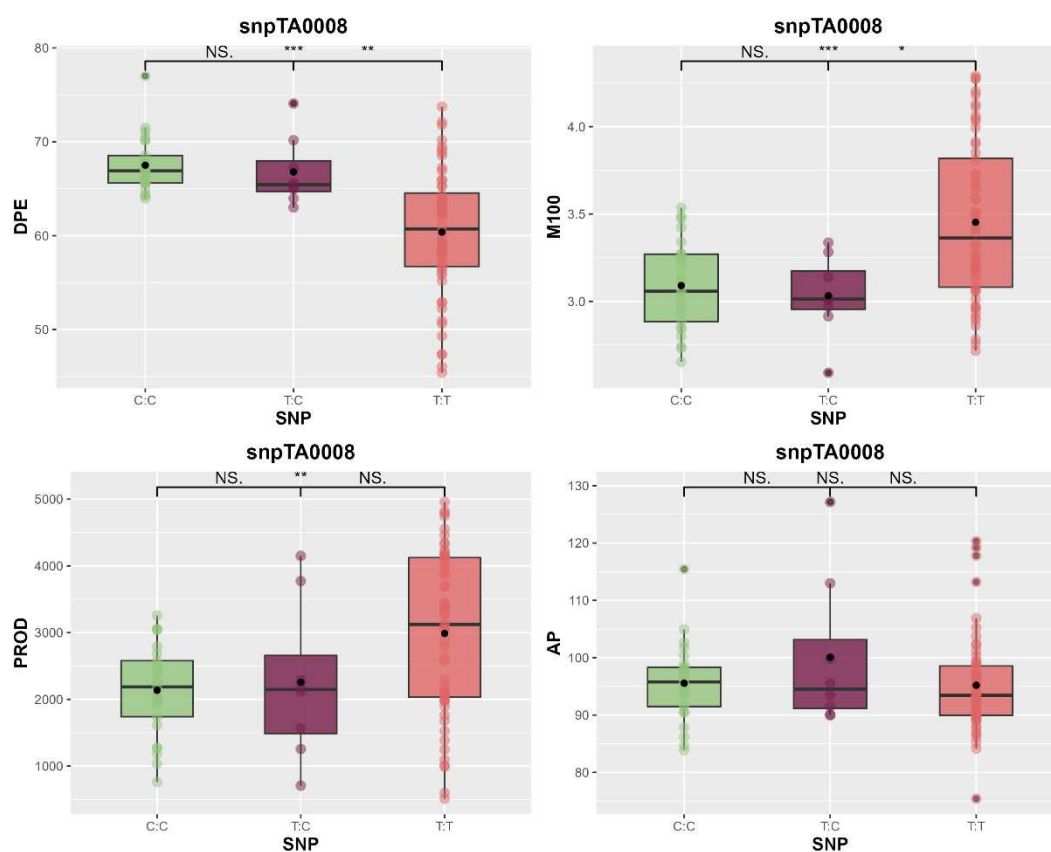 snpTA0008
NS. *** **
80
70
60
50
DPE
C:C T:C T:T
SNP
snpTA0008
NS. *** *
4.0
3.5
3.0
M100
C:C T:C T:T
SNP
snpTA0008
NS. ** NS.
5000
4000
3000
2000
1000
PROD
C:C T:C T:T
SNP
snpTA0008
NS. NS. NS.
130
120
110
100
90
80
AP
C:C T:C T:T
SNP